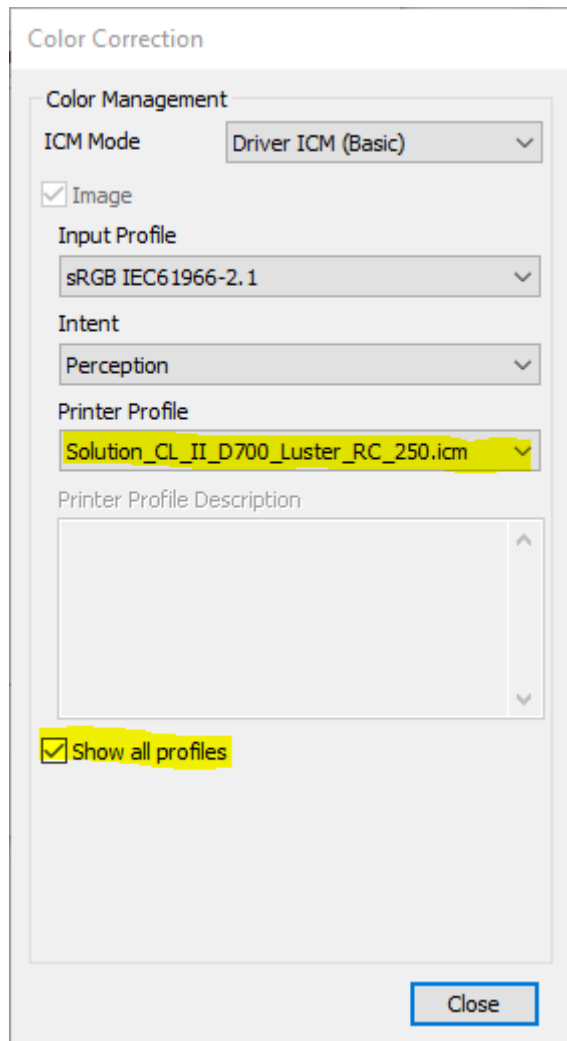 Color Correction
Color Management
ICM Mode
Driver ICM (Basic)
Image
Input Profile
sRGB IEC61966-2.1
Intent
Perception
Printer Profile
Solution_CL_II_D700_Luster_RC_250.icm
Printer Profile Description
Show all profiles
Close